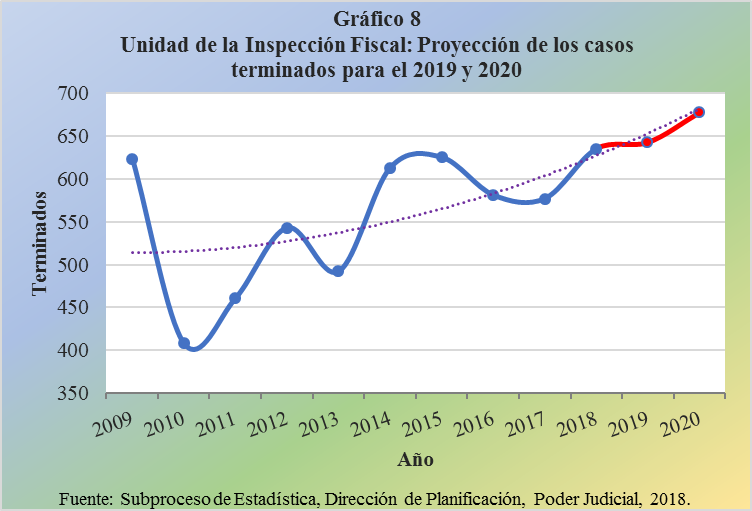 Gráfico 8
Unidad de la Inspección Fiscal: Proyección de los casos
terminados para el 2019 y 2020
700
650
600
550
500
450
400
350
Terminados
2009 2010 2011 2012 2013 2014 2015 2016 2017 2018 2019 2020
Año
Fuente: Subproceso de Estadística, Dirección de Planificación, Poder Judicial, 2018.